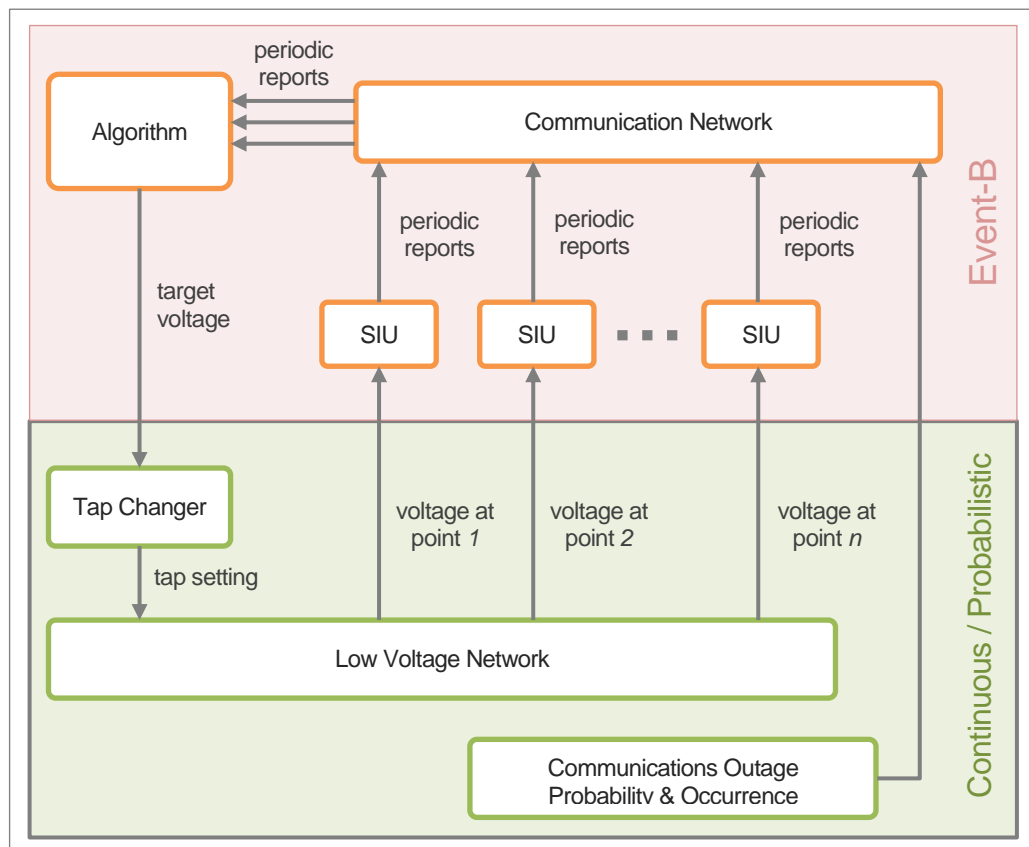 periodic
reports
Algorithm
Communication Network
Event-B
periodic
reports
periodic
reports
periodic
reports
target
voltage
SIU
SIU
SIU
Tap Changer
voltage at
point 1
voltage at
point 2
voltage at
point n
tap setting
Low Voltage Network
Continuous / Probabilistic
Communications Outage
Probability & Occurrence